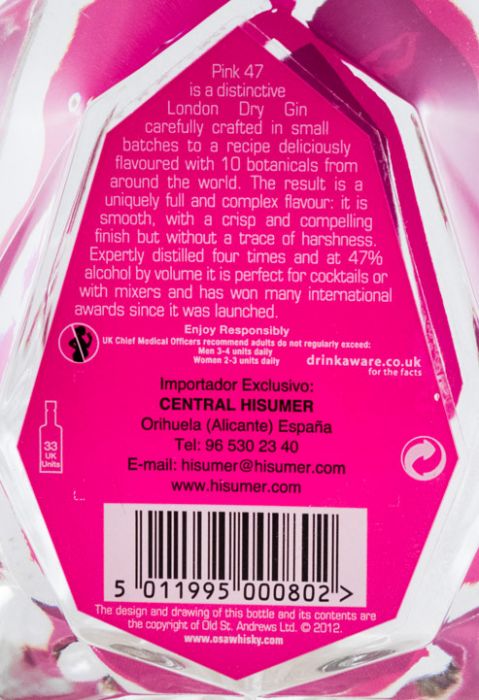 Pink 47
is a distinctive
London Dry Gin
carefully crafted in small
batches to a recipe deliciously
flavoured with 10 botanicals from
around the world. The result is a
uniquely full and complex flavour: it is
smooth, with a crisp and compelling
finish but without a trace of harshness.
Expertly distilled four times and at 47%
alcohol by volume it is perfect for cocktails or
with mixers and has won many international
awards since it was launched.
Enjoy Responsibly
UK Chief Medical Officers recommend adults do not regularly exceed:
Men 3-4 units daily
Women 2-3 units daily
drinkaware.co.uk
for the facts
Importador Exclusivo:
CENTRAL HISUMER
Orihuela (Alicante) España
Tel: 96 530 23 40
E-mail: hisumer@hisumer.com
www.hisumer.com
33
UK
Units
5 011995 000802 >
The design and drawing of this bottle and its contents are
the copyright of Old St. Andrews Ltd. © 2012.
www.osawhisky.com